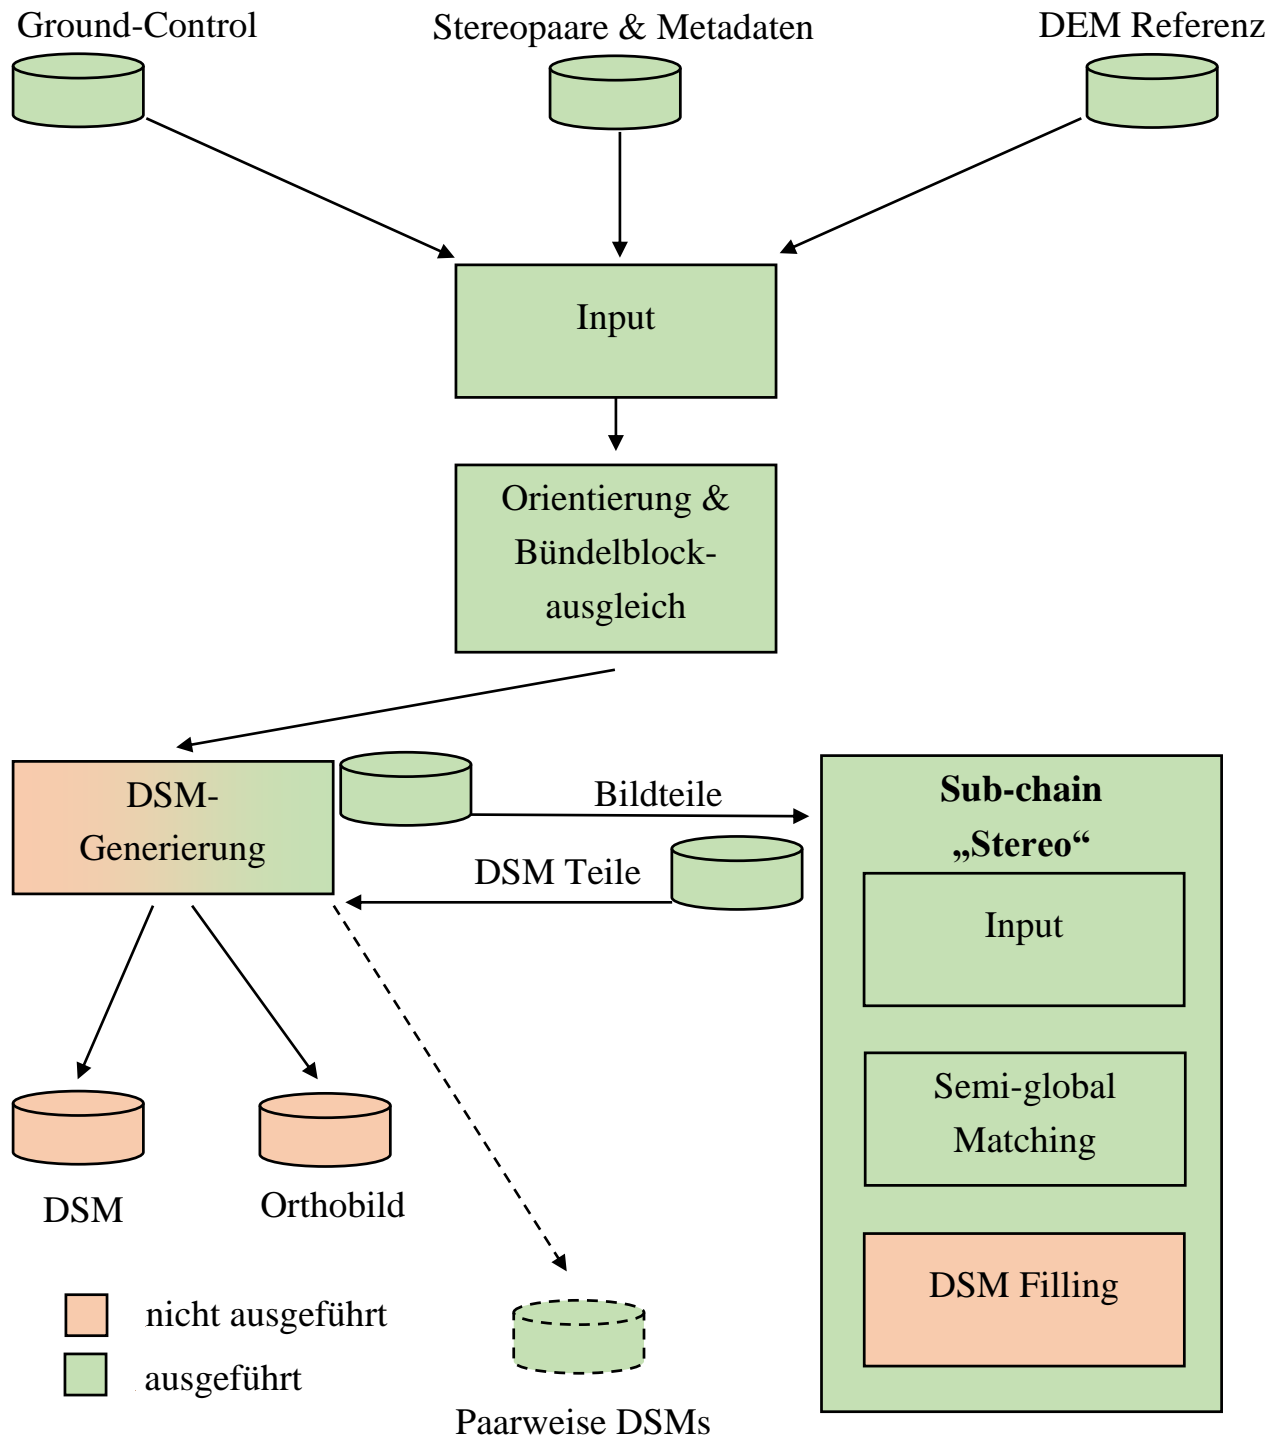 Ground-Control
Stereopaare & Metadaten
DEM Referenz
Input
Orientierung &
Bündelblock-
ausgleich
DSM-
Generierung
Bildteile
DSM Teile
Sub-chain
„Stereo“
Input
Semi-global
Matching
DSM Filling
DSM
Orthobild
nicht ausgeführt
ausgeführt
Paarweise DSMs